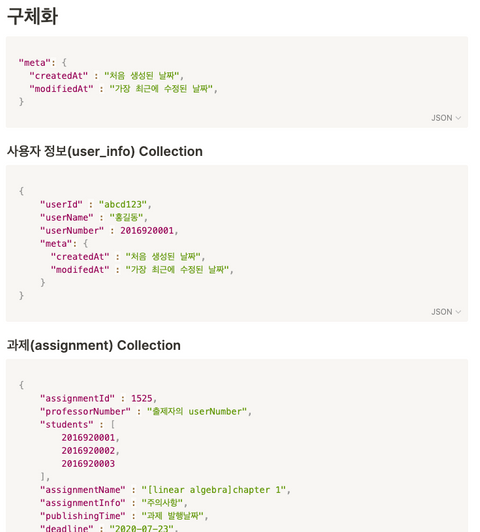 구체화
"meta": {
"createdAt" : "처음 생성된 날짜",
"modifiedAt" : "가장 최근에 수정된 날짜",
}
JSON
사용자 정보(user_info) Collection
{
"userId" : "abcd123",
"userName" : "홍길동",
"userNumber" : 2016920001,
"meta": {
"createdAt" : "처음 생성된 날짜",
"modifedAt" : "가장 최근에 수정된 날짜",
}
}
JSON
과제(assignment) Collection
{
"assignmentId" : 1525,
"professorNumber" : "출제자의 userNumber",
"students" : [
2016920001,
2016920002,
2016920003
],
"assignmentName" : "[linear algebra]chapter 1",
"assignmentInfo" : "주의사항",
"publishingTime" : "과제 발행날짜",
"deadline" : "2020-07-23",